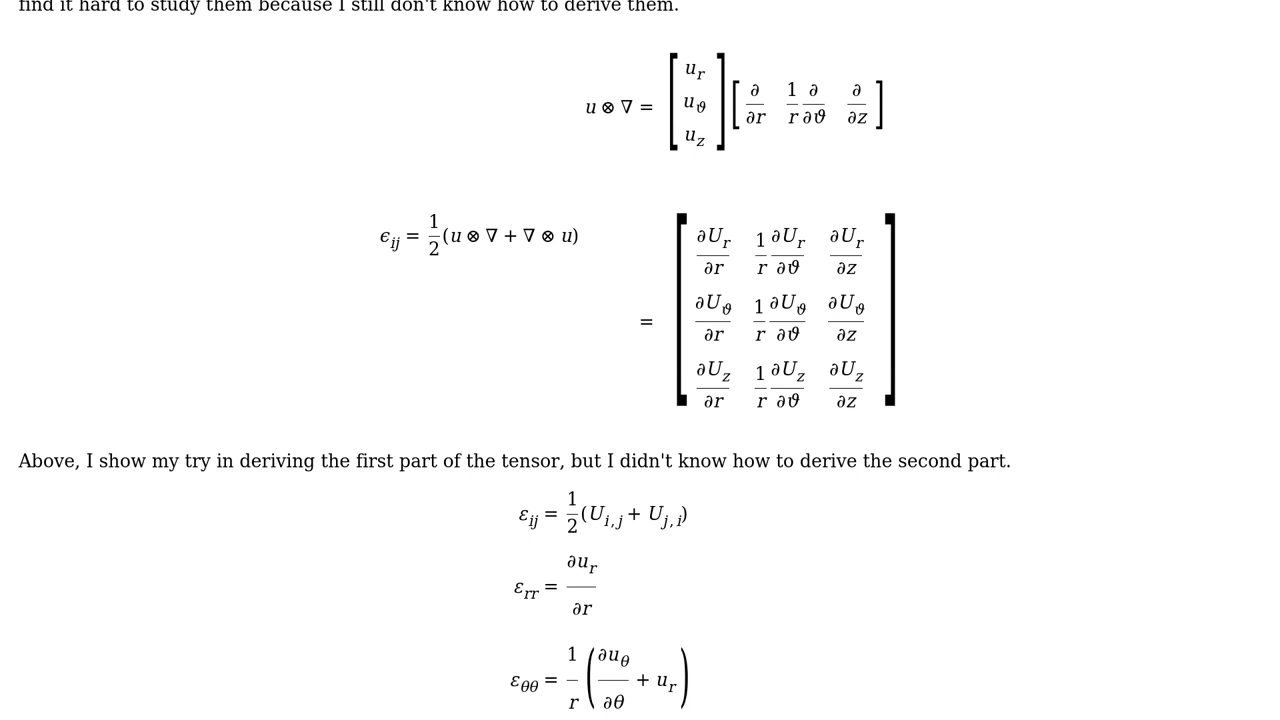 find it hard to study them because I still don't know how to derive them.
u ⊗ ∇ = [ u_r u_ϑ u_z ] [ ∂/∂r 1/r ∂/∂ϑ ∂/∂z ]
ϵ_ij = 1/2 (u ⊗ ∇ + ∇ ⊗ u)
= [ ∂U_r/∂r 1/r ∂U_r/∂ϑ ∂U_r/∂z
∂U_ϑ/∂r 1/r ∂U_ϑ/∂ϑ ∂U_ϑ/∂z
∂U_z/∂r 1/r ∂U_z/∂ϑ ∂U_z/∂z ]
Above, I show my try in deriving the first part of the tensor, but I didn't know how to derive the second part.
ε_ij = 1/2 (U_i,j + U_j,i)
ε_rr = ∂u_r/∂r
ε_θθ = 1/r (∂u_θ/∂θ + u_r)